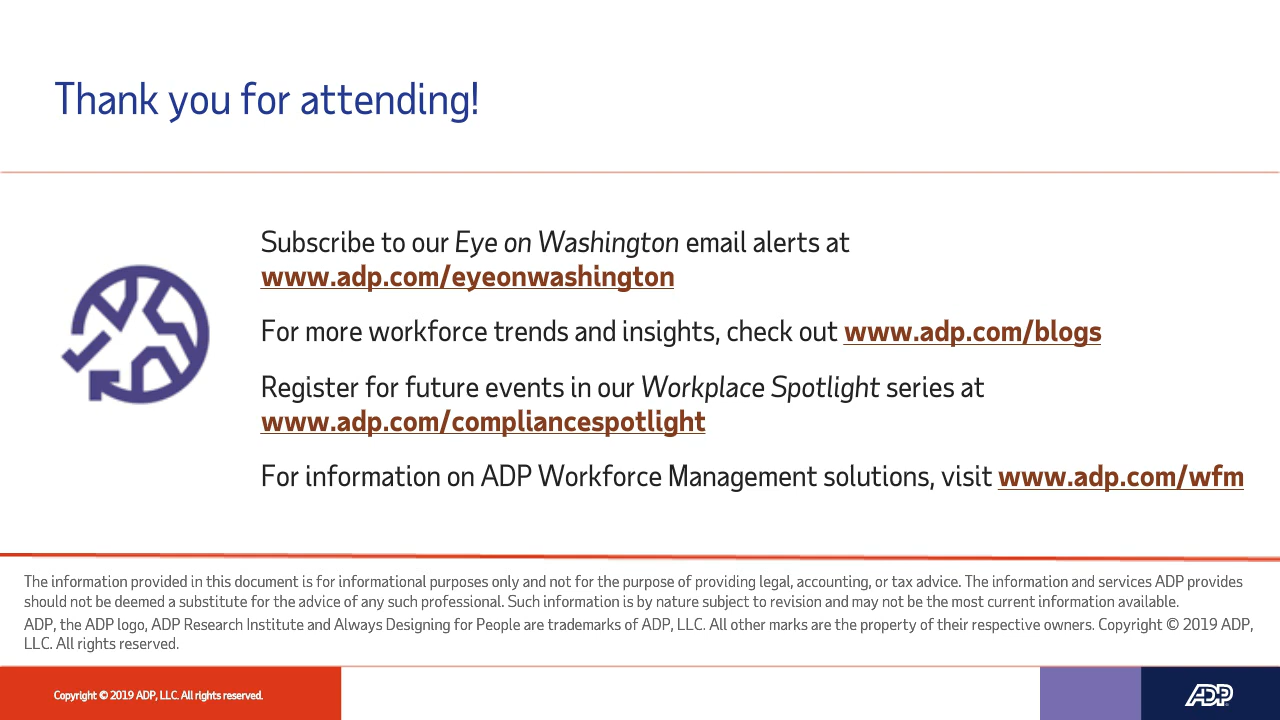 Thank you for attending!
Subscribe to our Eye on Washington email alerts at
www.adp.com/eyeonwashington
For more workforce trends and insights, check out www.adp.com/blogs
Register for future events in our Workplace Spotlight series at
www.adp.com/compliancespotlight
For information on ADP Workforce Management solutions, visit www.adp.com/wfm
The information provided in this document is for informational purposes only and not for the purpose of providing legal, accounting, or tax advice. The information and services ADP provides
should not be deemed a substitute for the advice of any such professional. Such information is by nature subject to revision and may not be the most current information available.
ADP, the ADP logo, ADP Research Institute and Always Designing for People are trademarks of ADP, LLC. All other marks are the property of their respective owners. Copyright © 2019 ADP,
LLC. All rights reserved.
Copyright © 2019 ADP, LLC. All rights reserved.
ADP